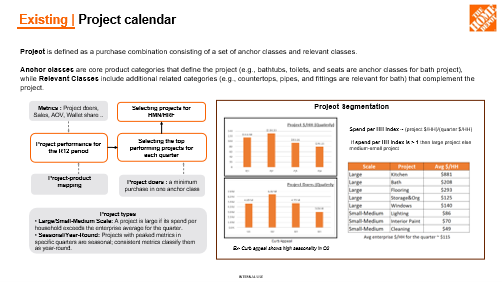 Existing | Project calendar
THE HOME DEPOT
Project is defined as a purchase combination consisting of a set of anchor classes and relevant classes.
Anchor classes are core product categories that define the project (e.g., bathtubs, toilets, and seats are anchor classes for bath project),
while Relevant Classes include additional related categories (e.g., countertops, pipes, and fittings are relevant for bath) that complement the
project.
Metrics : Project doors,
Sales, AOV, Wallet share ..
Selecting projects for
HMN/HRF
Project performance for
the R12 period
Selecting the top
performing projects for
each quarter
Project-product
mapping
Project doors : a minimum
purchase in one anchor class
Project types
• Large/Small-Medium Scale: A project is large if its spend per
household exceeds the enterprise average for the quarter.
• Seasonal/Year-Round: Projects with peaked metrics in
specific quarters are seasonal; consistent metrics classify them
as year-round.
Project Segmentation
Project $/HH (Quarterly)
Project Doors (Quarterly)
Curb appeal
Ex- Curb appeal shows high seasonality in Q2
Spend per HH Index = (project $/HH)/(quarter $/HH)
If spend per HH Index is > 1 then large project else
medium-small project
Scale Project Avg $/HH
Large Kitchen $881
Large Bath $208
Large Flooring $293
Large Storage&Org $125
Large Windows $140
Small-Medium Lighting $86
Small-Medium Interior Paint $70
Small-Medium Cleaning $49
Avg enterprise $/HH for the quarter ~ $115
INTERNAL USE